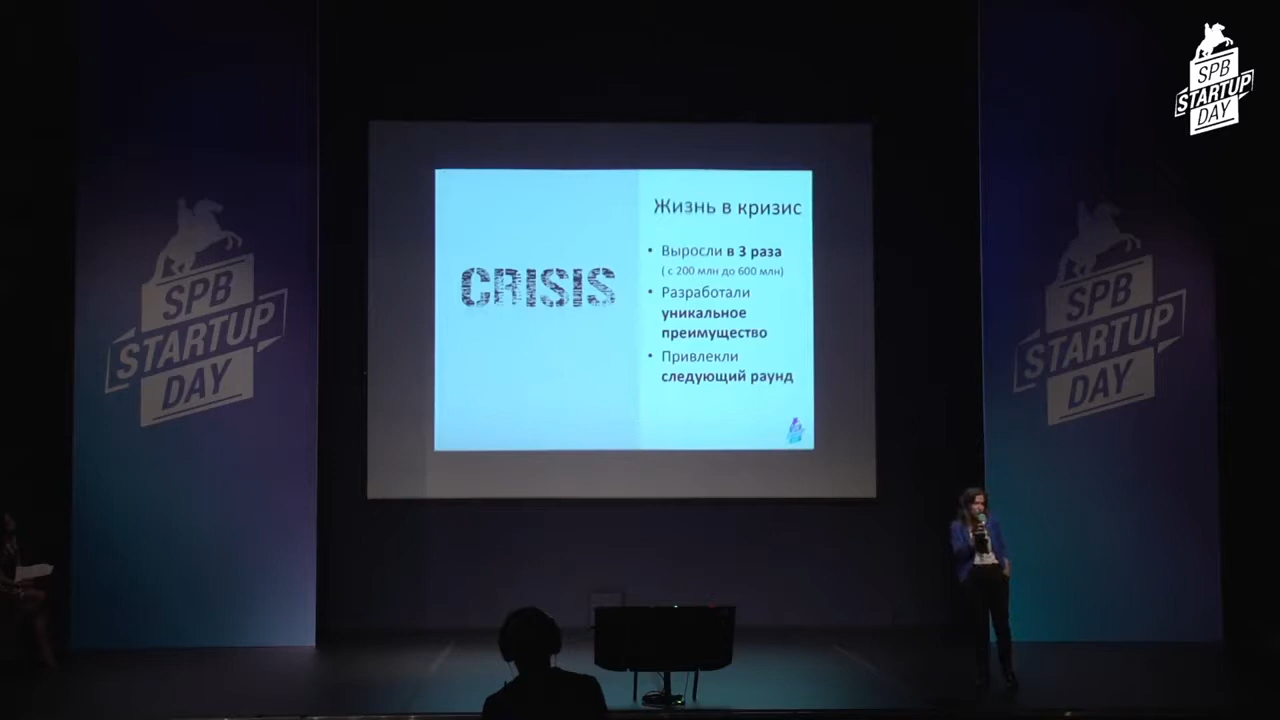 SPB
STARTUP
DAY
SPB
STARTUP
DAY
CRISIS
Жизнь в кризис
• Выросли в 3 раза
( с 200 млн до 600 млн)
• Разработали
уникальное
преимущество
• Привлекли
следующий раунд
SPB
STARTUP
DAY